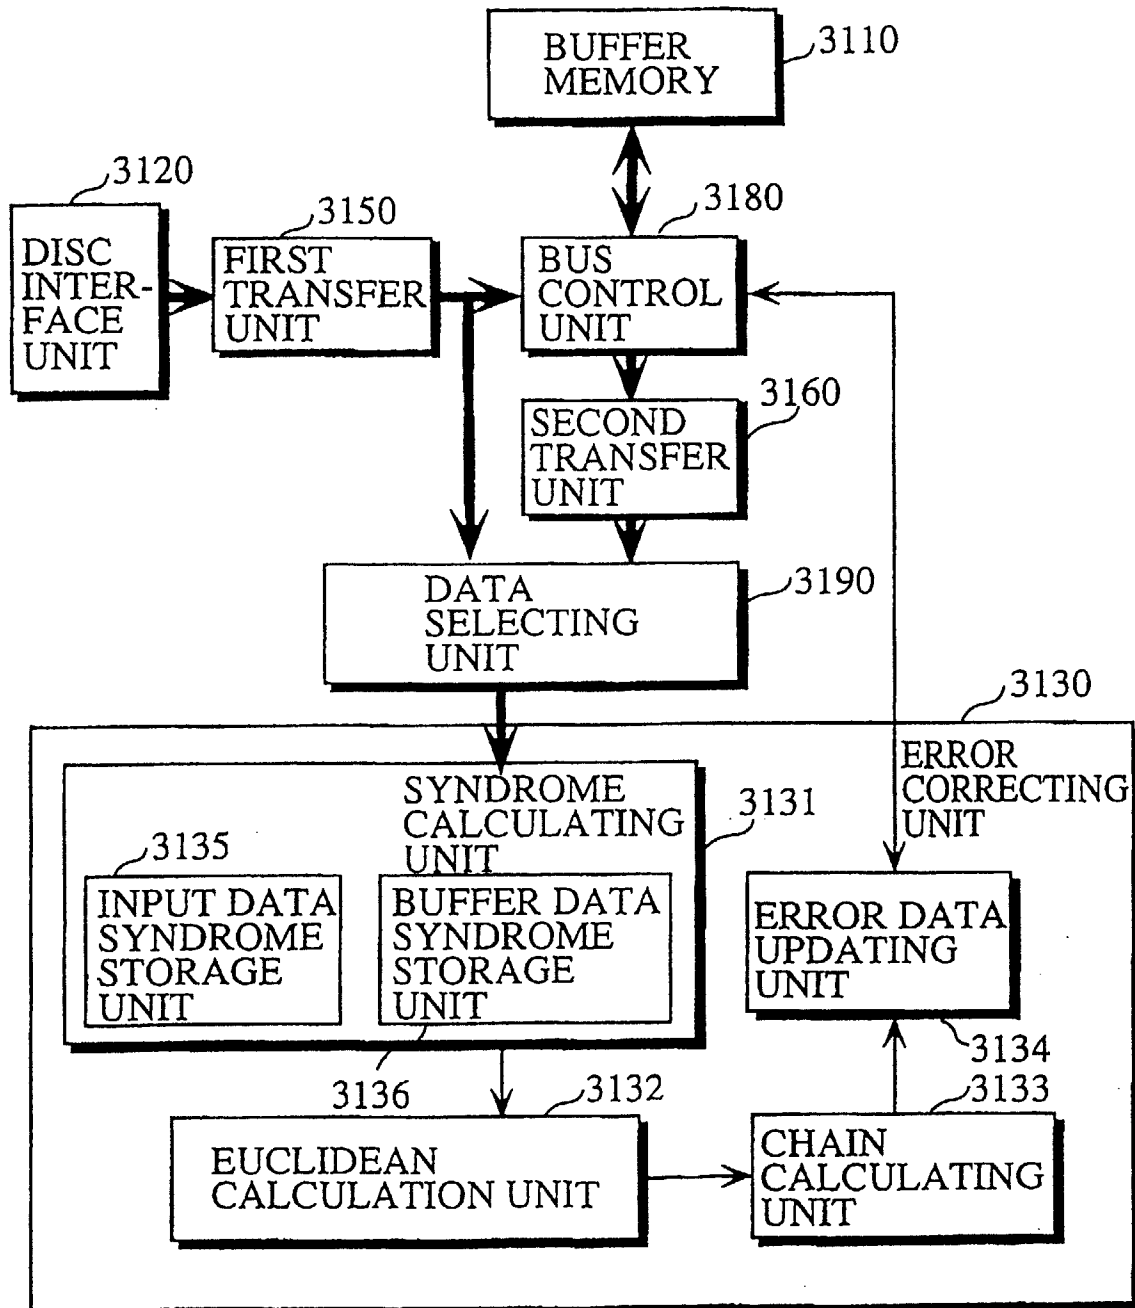 BUFFER
MEMORY
3110
3120
DISC
INTER-
FACE
UNIT
3150
FIRST
TRANSFER
UNIT
3180
BUS
CONTROL
UNIT
3160
SECOND
TRANSFER
UNIT
DATA
SELECTING
UNIT
3190
3130
ERROR
CORRECTING
UNIT
SYNDROME
CALCULATING
UNIT
3131
3135
INPUT DATA
SYNDROME
STORAGE
UNIT
BUFFER DATA
SYNDROME
STORAGE
UNIT
3136
ERROR DATA
UPDATING
UNIT
3134
3132
EUCLIDEAN
CALCULATION UNIT
3133
CHAIN
CALCULATING
UNIT